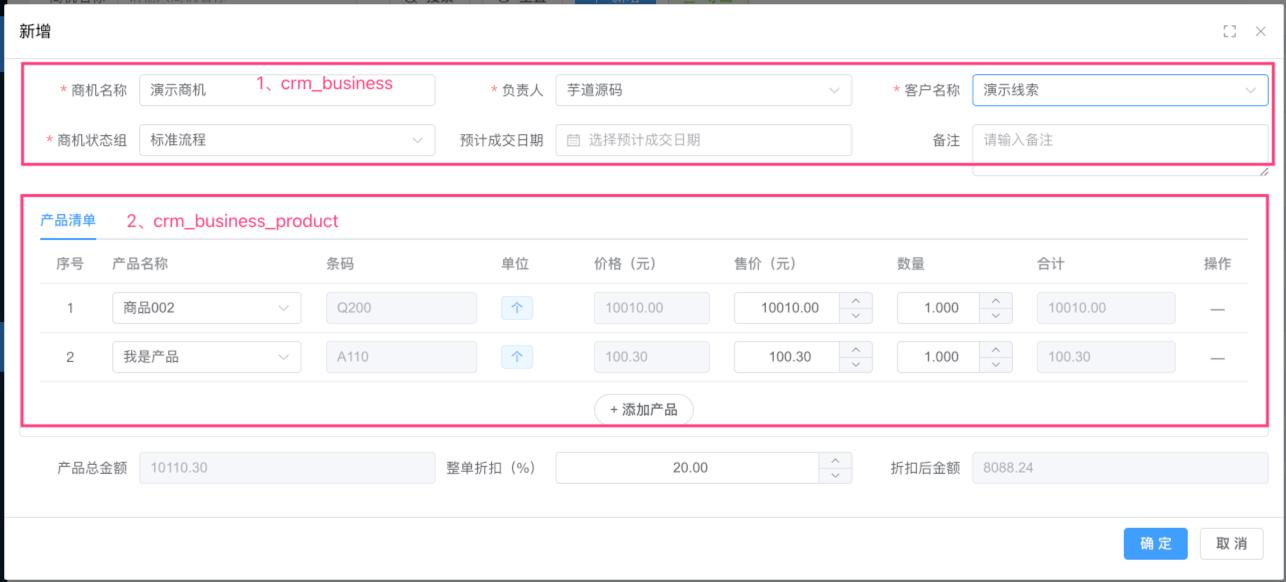 新增
* 商机名称 演示商机 1、crm_business * 负责人 芋道源码 * 客户名称 演示线索
* 商机状态组 标准流程 预计成交日期 选择预计成交日期 备注 请输入备注
产品清单 2、crm_business_product
序号 产品名称 条码 单位 价格（元） 售价（元） 数量 合计 操作
1 商品002 Q200 个 10010.00 10010.00 1.000 10010.00 —
2 我是产品 A110 个 100.30 100.30 1.000 100.30 —
+ 添加产品
产品总金额 10110.30 整单折扣（%） 20.00 折扣后金额 8088.24
确 定 取 消